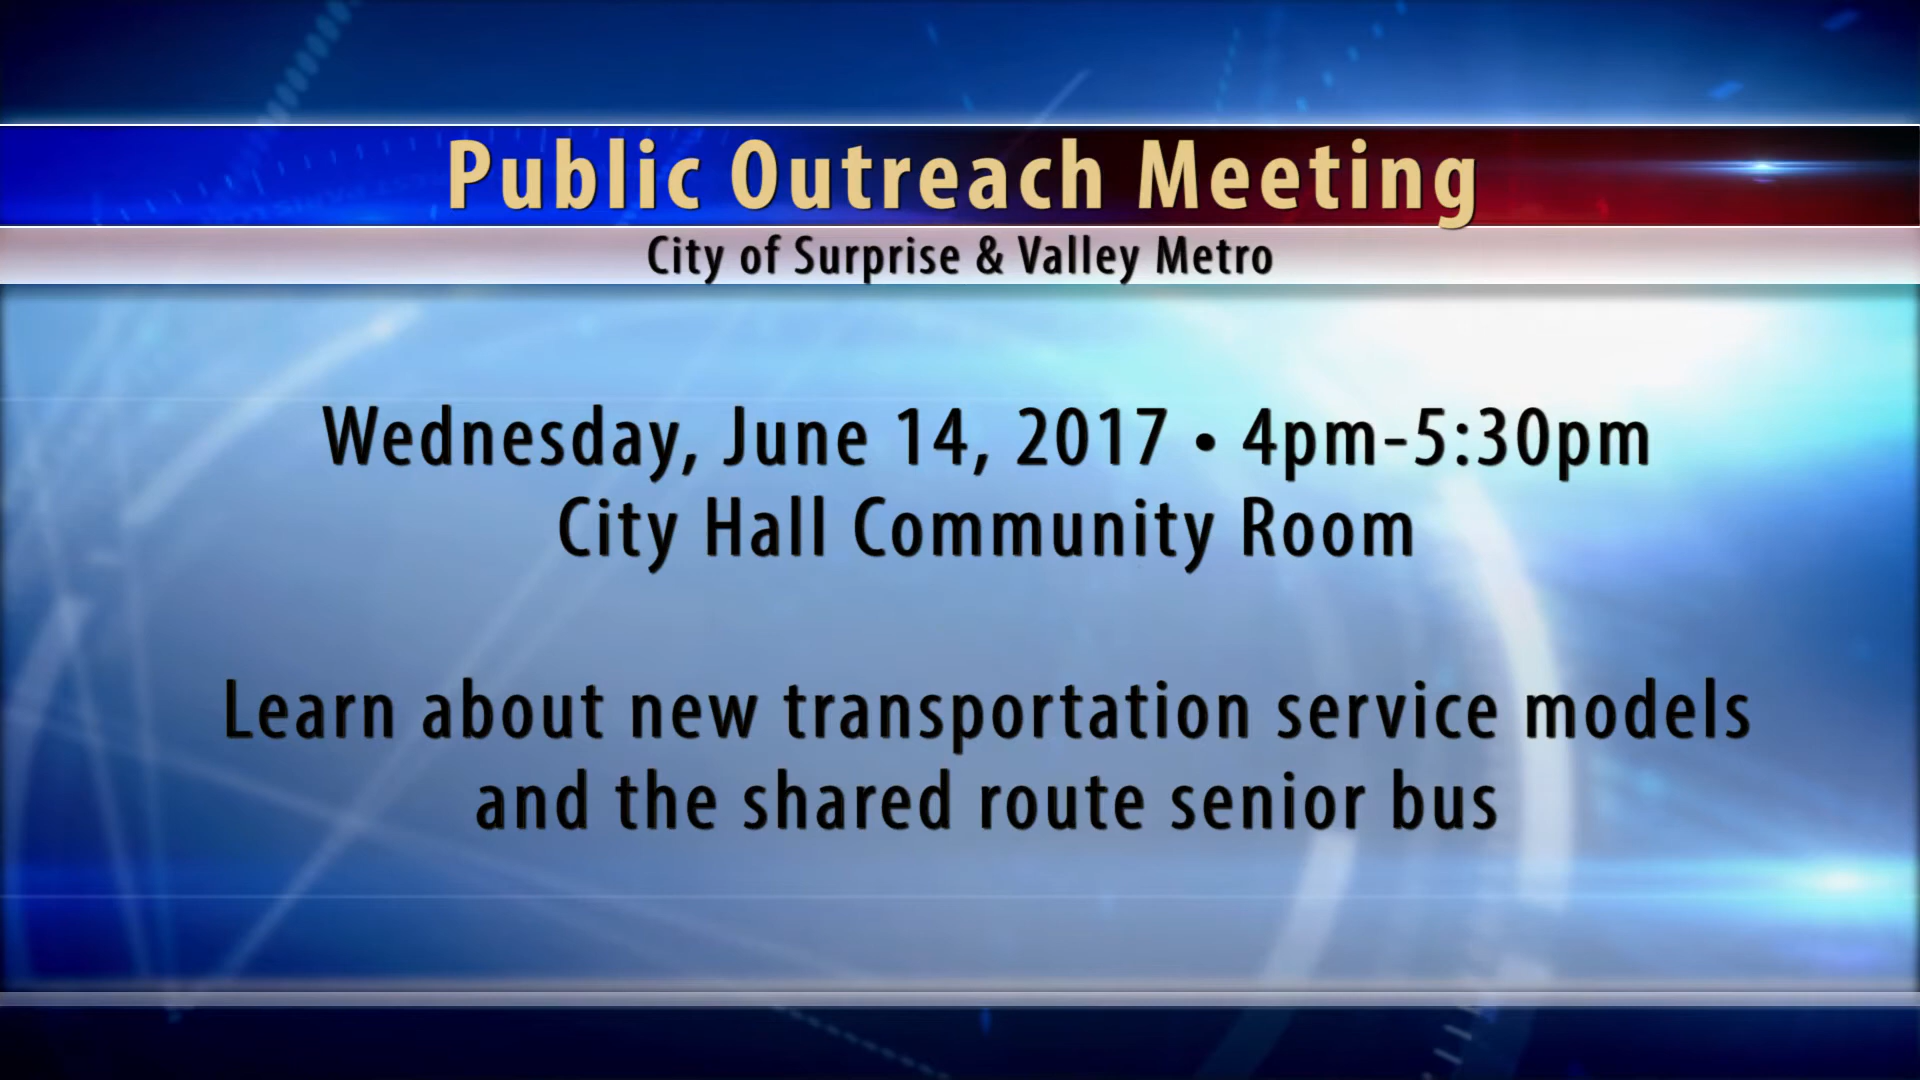 Public Outreach Meeting
City of Surprise & Valley Metro
Wednesday, June 14, 2017 • 4pm-5:30pm
City Hall Community Room
Learn about new transportation service models
and the shared route senior bus